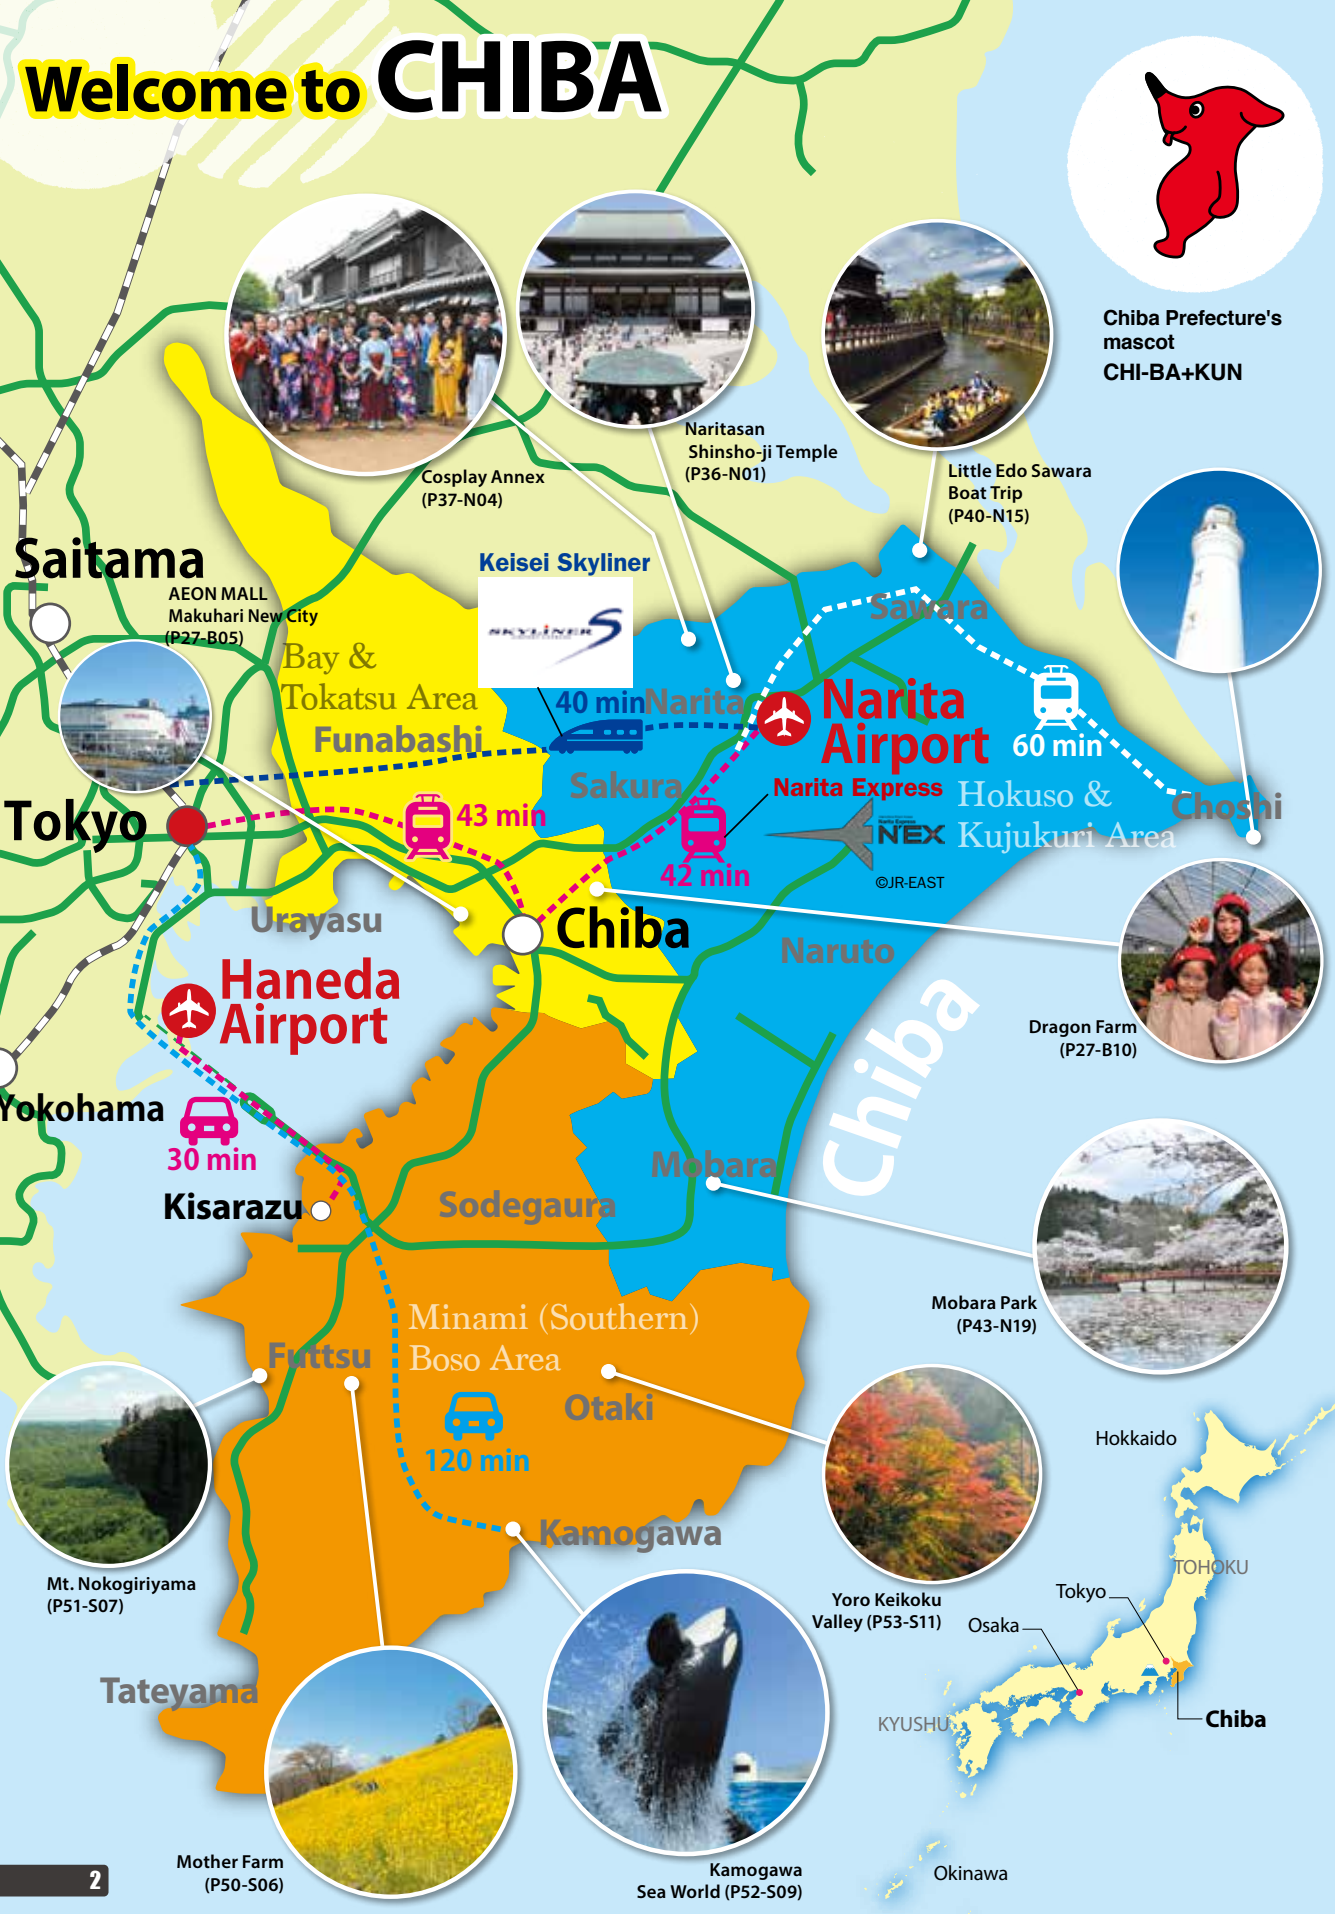 Welcome to CHIBA
Chiba Prefecture's
mascot
CHI-BA+KUN
Cosplay Annex
(P37-N04)
Naritasan
Shinsho-ji Temple
(P36-N01)
Little Edo Sawara
Boat Trip
(P40-N15)
Saitama
AEON MALL
Makuhari New City
(P27-B05)
Keisei Skyliner
SKYLINER
Bay &
Tokatsu Area
Funabashi
40 min
Narita
Sawara
Narita
Airport
60 min
Sakura
Narita Express
Hokuso &
Kujukuri Area
Choshi
Tokyo
43 min
42 min
Narita Express
N'EX
©JR-EAST
Urayasu
Chiba
Naruto
Haneda
Airport
Chiba
Dragon Farm
(P27-B10)
Yokohama
30 min
Kisarazu
Sodegaura
Mobara
Mobara Park
(P43-N19)
Minami (Southern)
Boso Area
Futtsu
Otaki
120 min
Kamogawa
Mt. Nokogiriyama
(P51-S07)
Yoro Keikoku
Valley (P53-S11)
Tateyama
Mother Farm
(P50-S06)
Kamogawa
Sea World (P52-S09)
Hokkaido
TOHOKU
Tokyo
Osaka
KYUSHU
Chiba
Okinawa
2